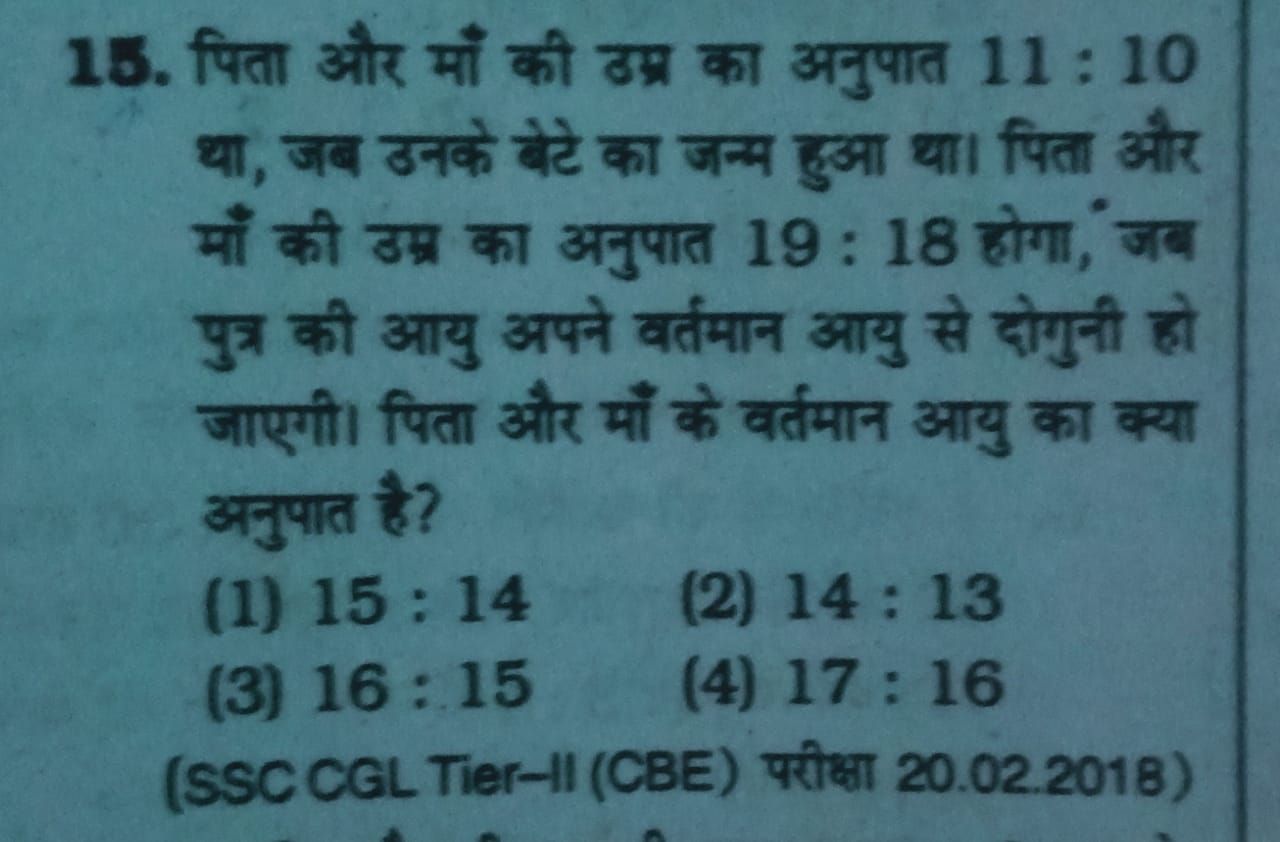 15. पिता और माँ की उम्र का अनुपात 11 : 10
था, जब उनके बेटे का जन्म हुआ था। पिता और
माँ की उम्र का अनुपात 19 : 18 होगा, जब
पुत्र की आयु अपने वर्तमान आयु से दोगुनी हो
जाएगी। पिता और माँ के वर्तमान आयु का क्या
अनुपात है?
(1) 15 : 14 (2) 14 : 13
(3) 16 : 15 (4) 17 : 16
(SSC CGL Tier–II (CBE) परीक्षा 20.02.2018)